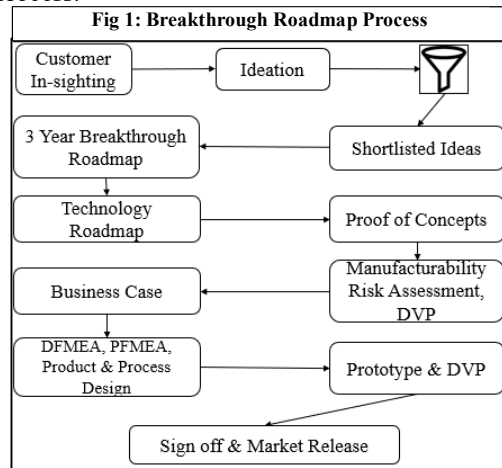 Fig 1: Breakthrough Roadmap Process
Customer
In-sighting
Ideation
Shortlisted Ideas
3 Year Breakthrough
Roadmap
Technology
Roadmap
Proof of Concepts
Manufacturability
Risk Assessment,
DVP
Business Case
DFMEA, PFMEA,
Product & Process
Design
Prototype & DVP
Sign off & Market Release